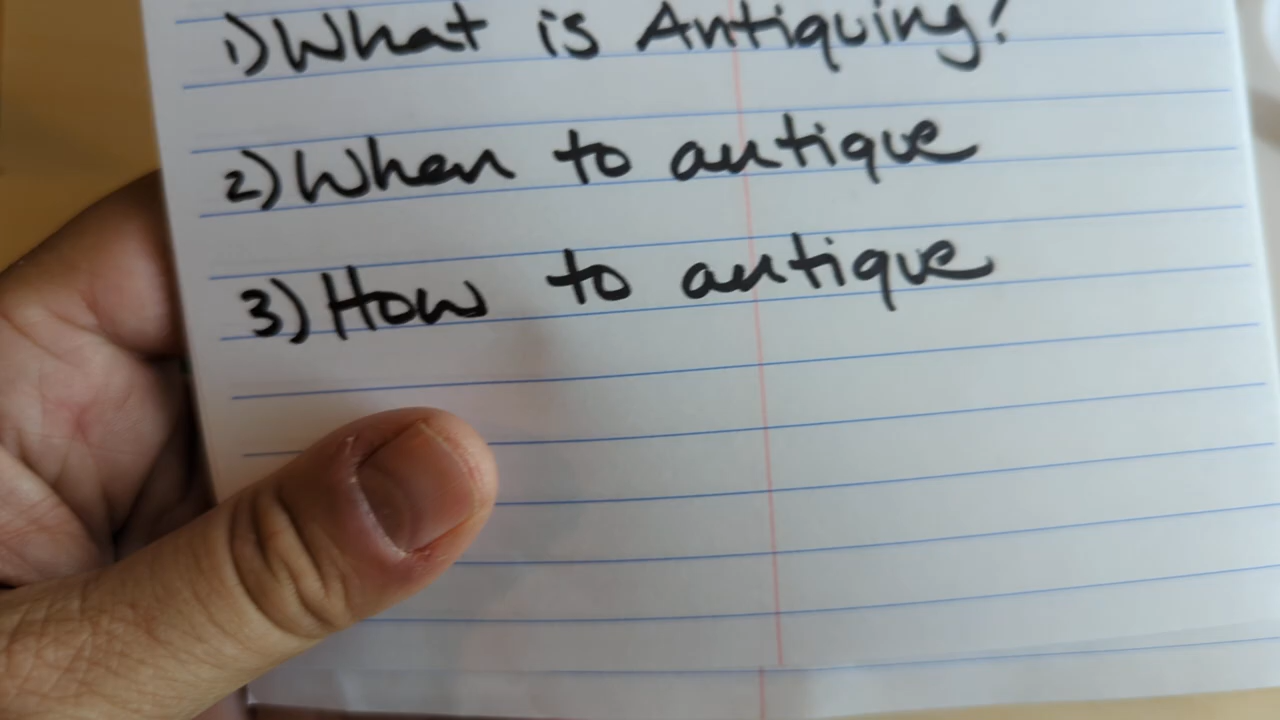 1) What is Antiquing?
2) When to antique
3) How to antique